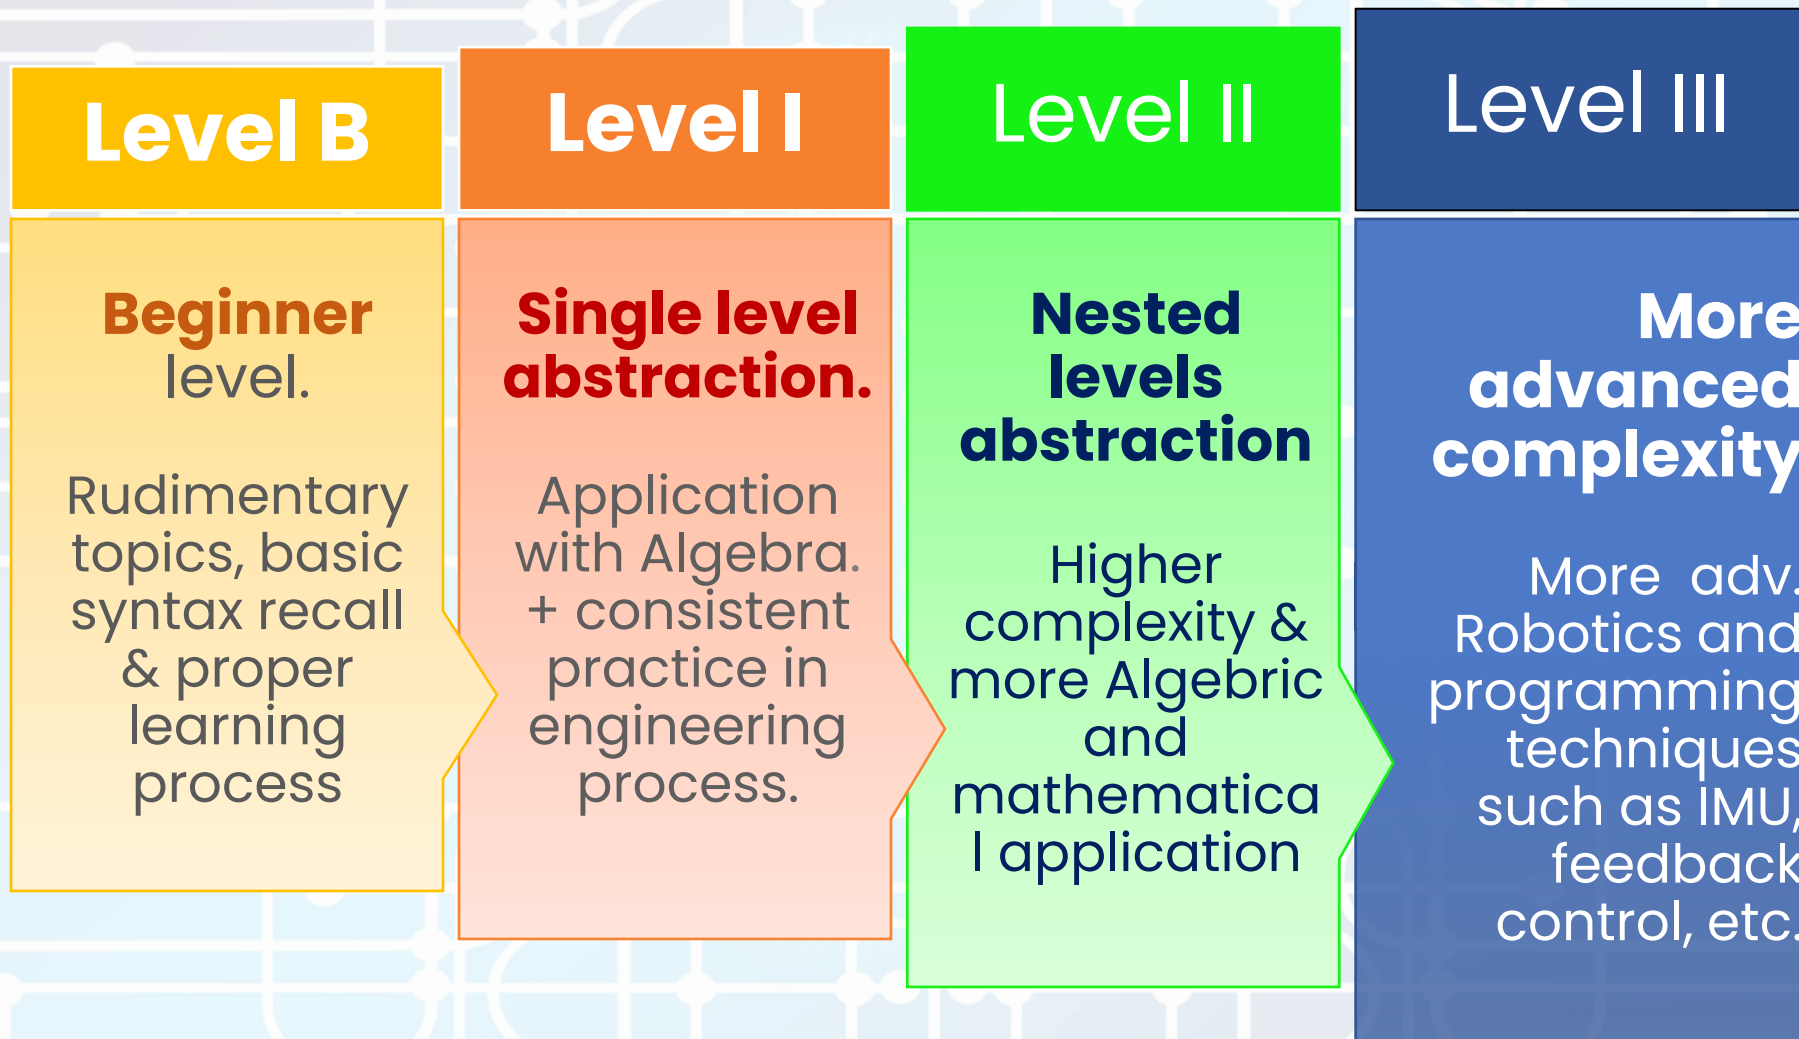 Level B
Beginner
level.
Rudimentary
topics, basic
syntax recall
& proper
learning
process
Level I
Single level
abstraction.
Application
with Algebra.
+ consistent
practice in
engineering
process.
Level II
Nested
levels
abstraction
Higher
complexity &
more Algebric
and
mathematica
l application
Level III
More
advanced
complexity
More adv.
Robotics and
programming
techniques
such as IMU,
feedback
control, etc.